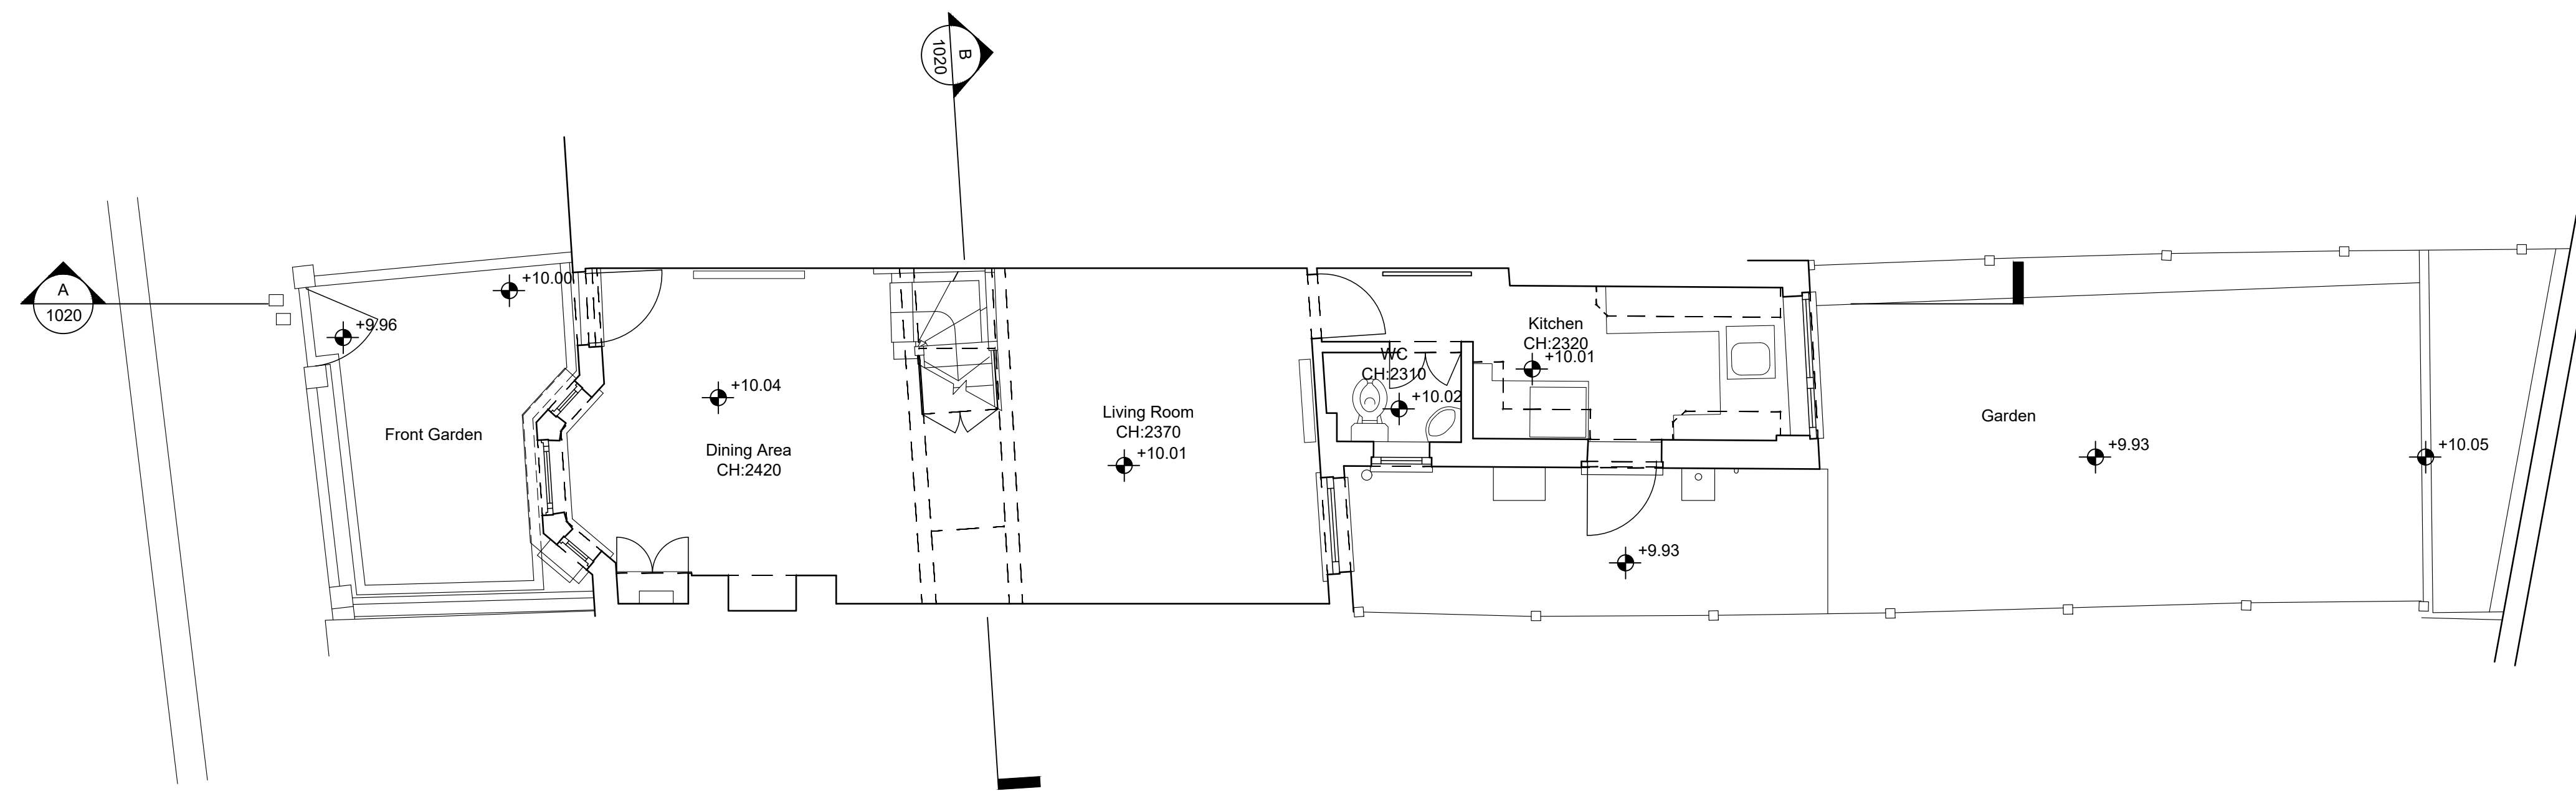 B
1020
A
1020
+10.00
+9.96
Front Garden
+10.04
Dining Area
CH:2420
Living Room
CH:2370
+10.01
WC
CH:2310
+10.02
Kitchen
CH:2320
+10.01
+9.93
Garden
+9.93
+10.05